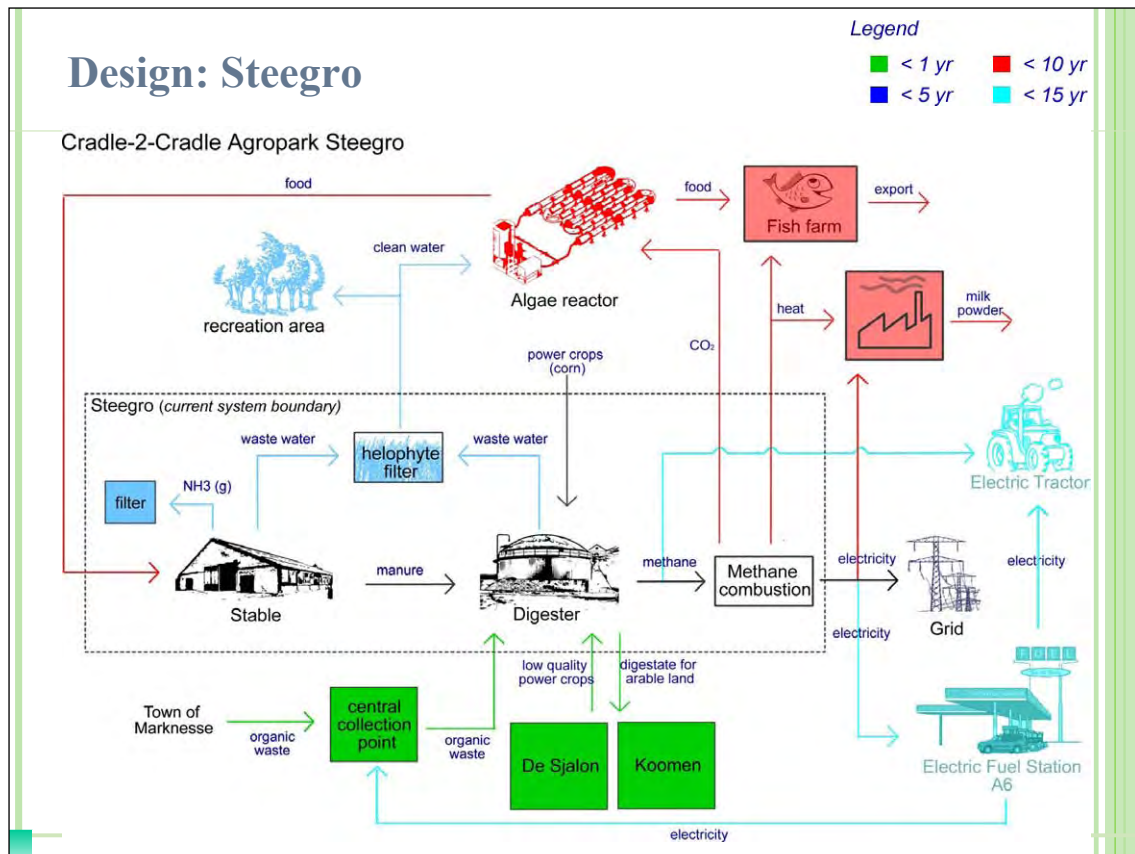 Design: Steegro
Legend
< 1 yr
< 10 yr
< 5 yr
< 15 yr
Cradle-2-Cradle Agropark Steegro
food
food
export
Fish farm
clean water
Algae reactor
recreation area
heat
milk
powder
CO₂
power crops
(corn)
Steegro (current system boundary)
waste water
helophyte
filter
waste water
Electric Tractor
filter
NH3 (g)
manure
methane
Methane
combustion
electricity
electricity
Stable
Digester
Grid
electricity
low quality
power crops
digestate for
arable land
FUEL
Town of
Marknesse
organic
waste
central
collection
point
organic
waste
De Sjalon
Koomen
Electric Fuel Station
A6
electricity